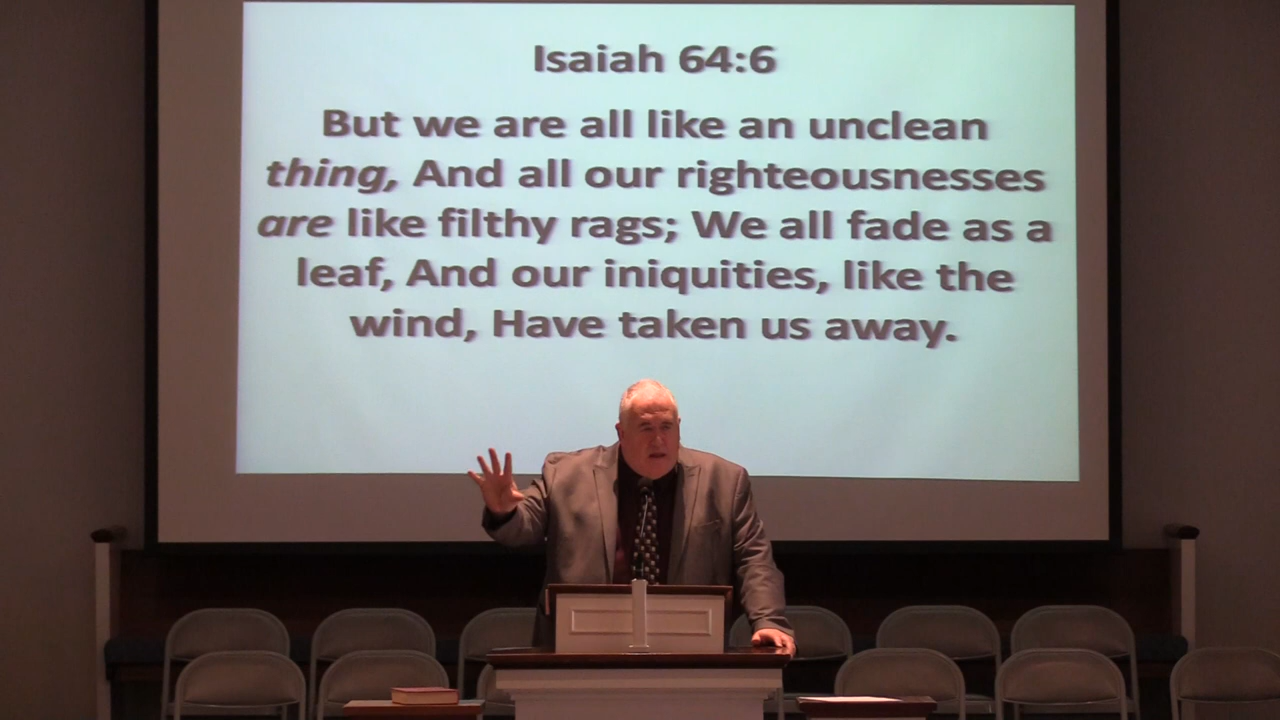 Isaiah 64:6
But we are all like an unclean
thing, And all our righteousnesses
are like filthy rags; We all fade as a
leaf, And our iniquities, like the
wind, Have taken us away.